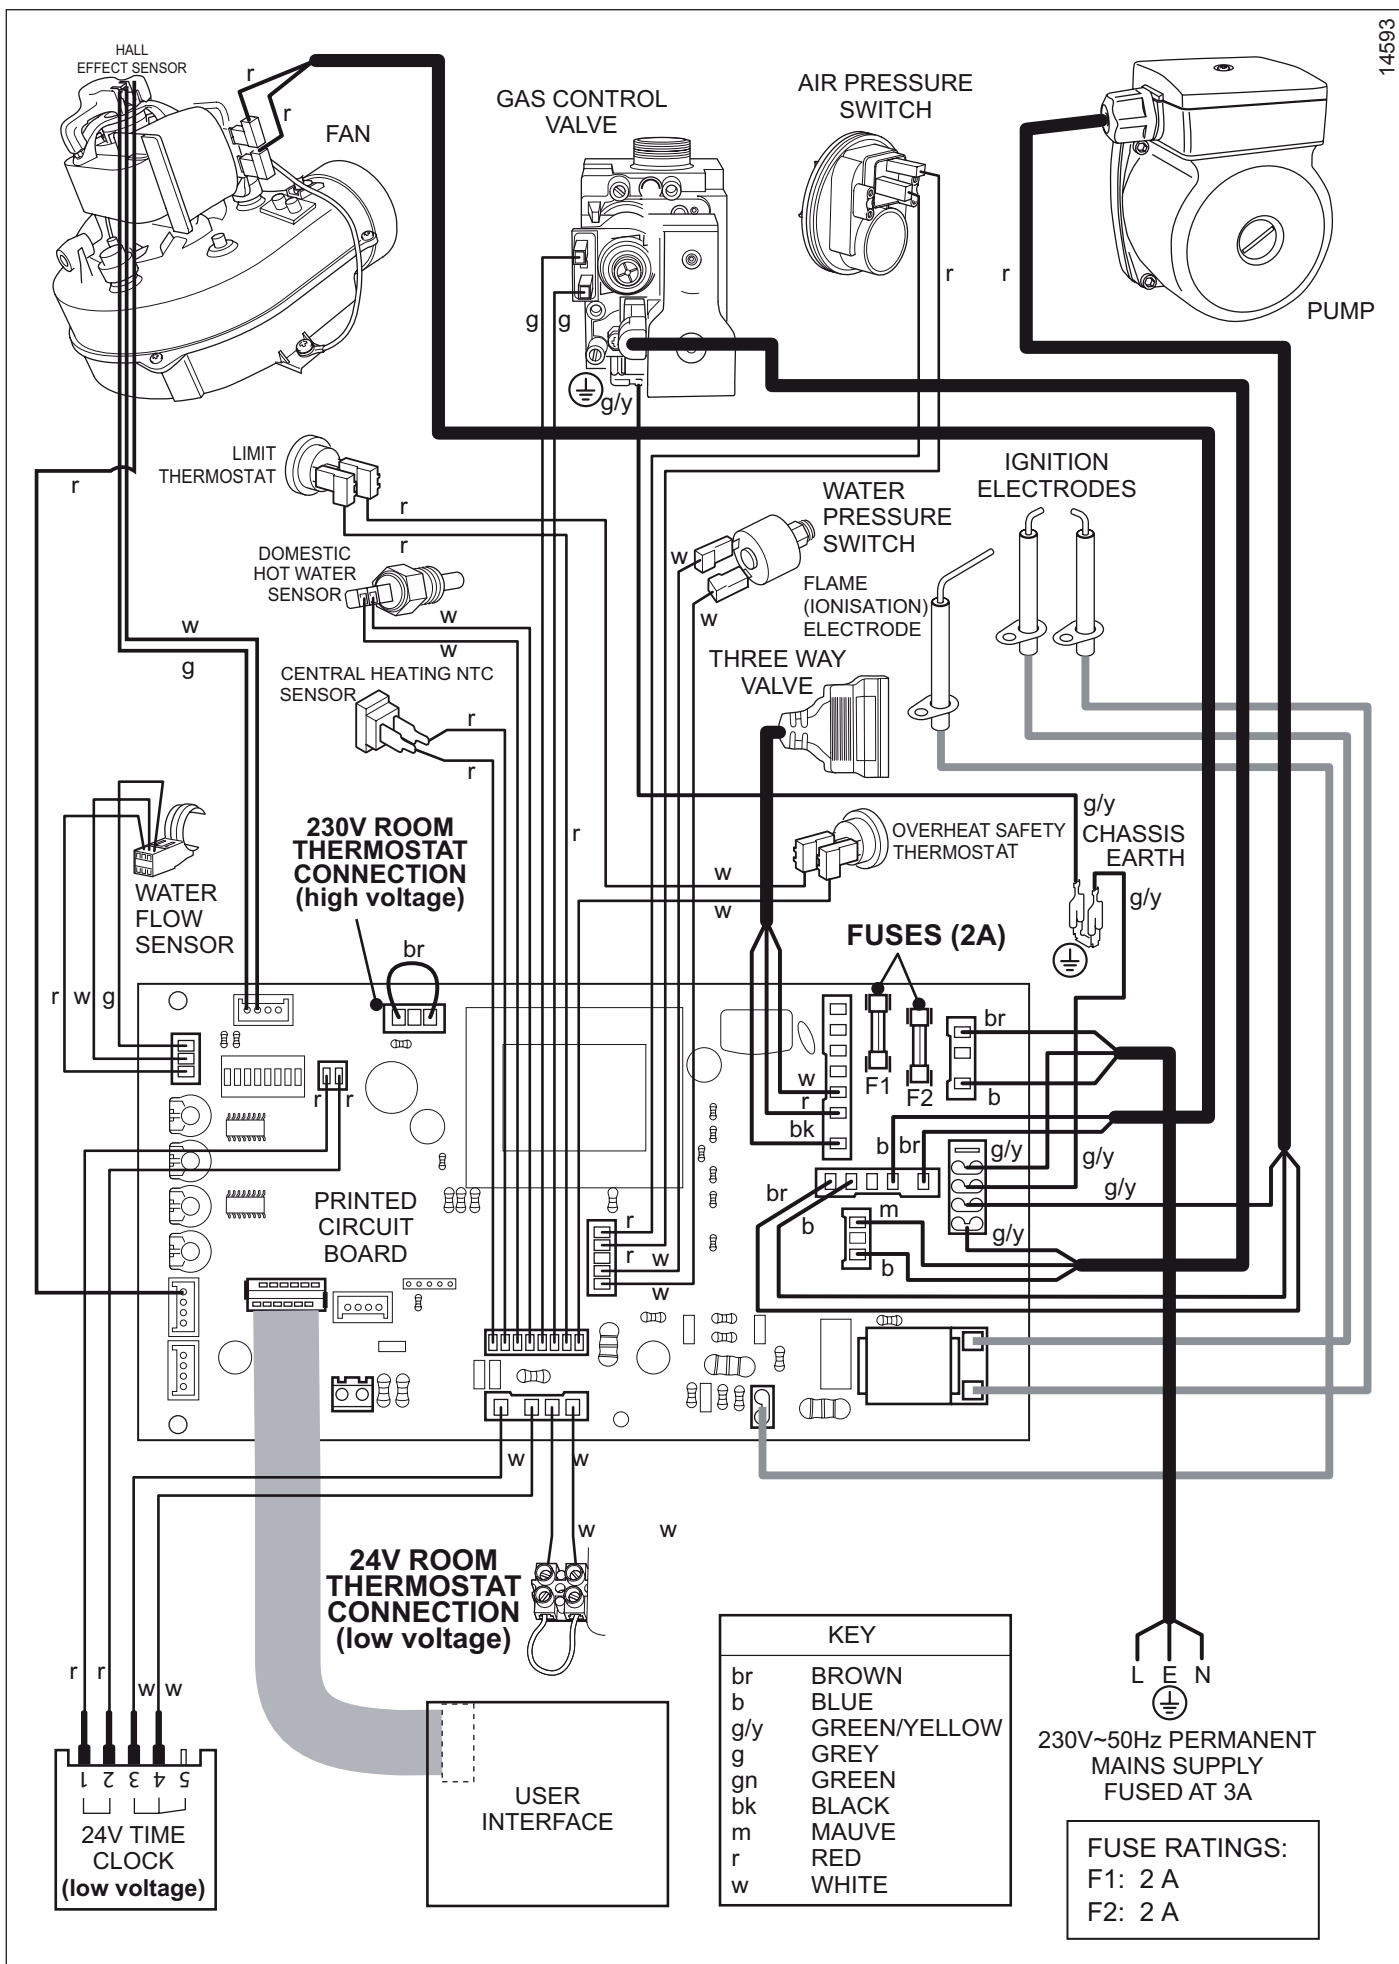 14593
HALL
EFFECT SENSOR
r
r
FAN
GAS CONTROL
VALVE
AIR PRESSURE
SWITCH
r
r
PUMP
g
g
g/y
LIMIT
THERMOSTAT
r
r
r
IGNITION
ELECTRODES
WATER
PRESSURE
SWITCH
w
w
DOMESTIC
HOT WATER
SENSOR
w
w
FLAME
(IONISATION)
ELECTRODE
w
g
CENTRAL HEATING NTC
SENSOR
r
r
THREE WAY
VALVE
g/y
CHASSIS
EARTH
g/y
230V ROOM
THERMOSTAT
CONNECTION
(high voltage)
r
OVERHEAT SAFETY
THERMOSTAT
w
w
WATER
FLOW
SENSOR
br
FUSES (2A)
r w g
r r
w
r
bk
F1
F2
br
b
b br
g/y
g/y
g/y
g/y
br
b
m
b
PRINTED
CIRCUIT
BOARD
r
r
w
w
w
w
w
w
24V ROOM
THERMOSTAT
CONNECTION
(low voltage)
r r w w
1 2 3 4 5
24V TIME
CLOCK
(low voltage)
USER
INTERFACE
KEY
br BROWN
b BLUE
g/y GREEN/YELLOW
g GREY
gn GREEN
bk BLACK
m MAUVE
r RED
w WHITE
L E N
230V~50Hz PERMANENT
MAINS SUPPLY
FUSED AT 3A
FUSE RATINGS:
F1: 2 A
F2: 2 A